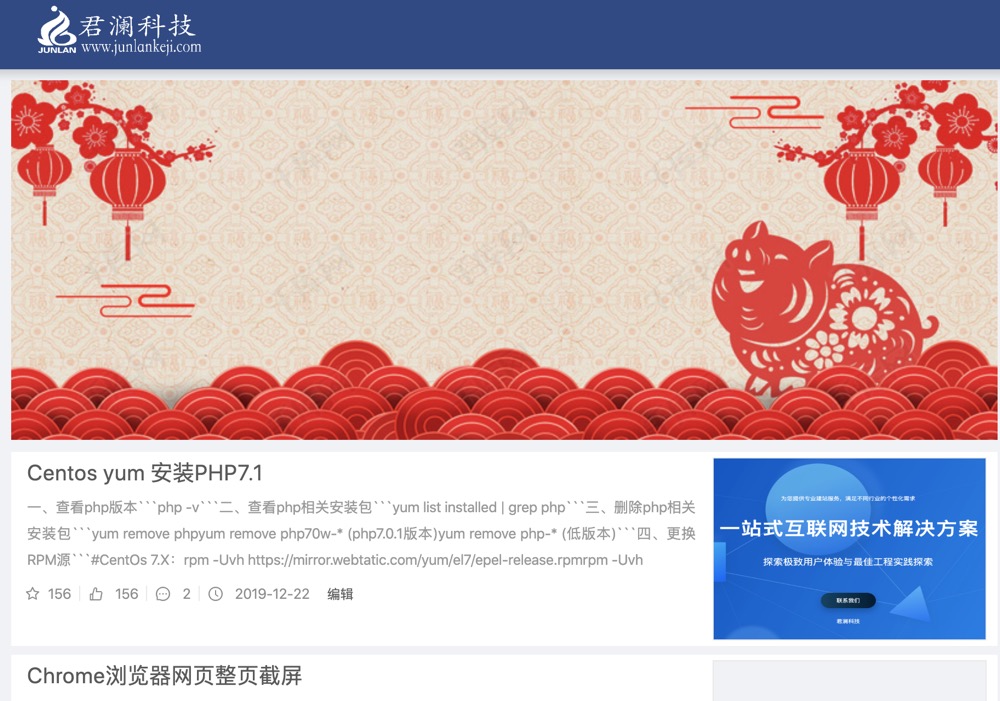 君澜科技
JUNLAN www.junlankeji.com
Centos yum 安装PHP7.1
一、查看php版本```php -v```二、查看php相关安装包```yum list installed | grep php```三、删除php相关
安装包```yum remove phpyum remove php70w-* (php7.0.1版本)yum remove php-* (低版本)```四、更换
RPM源```#CentOs 7.X：rpm -Uvh https://mirror.webtatic.com/yum/el7/epel-release.rpmrpm -Uvh
156 156 2 2019-12-22 编辑
为您提供专业建站服务，满足不同行业的个性化需求
一站式互联网技术解决方案
探索极致用户体验与最佳工程实践探索
联系我们
君澜科技
Chrome浏览器网页整页截屏